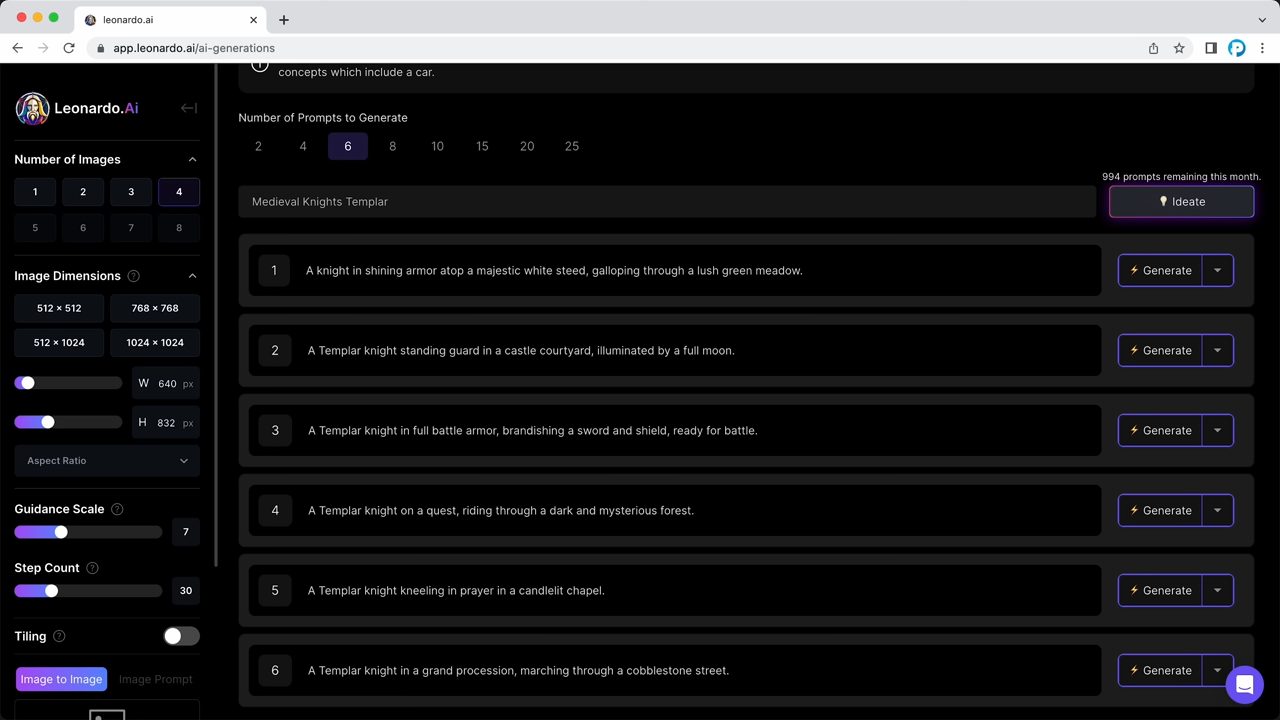 leonardo.ai
app.leonardo.ai/ai-generations
Leonardo.Ai
Number of Images
1 2 3 4
5 6 7 8
Image Dimensions
512 × 512 768 × 768
512 × 1024 1024 × 1024
W 640 px
H 832 px
Aspect Ratio
Guidance Scale
7
Step Count
30
Tiling
Image to Image Image Prompt
concepts which include a car.
Number of Prompts to Generate
2 4 6 8 10 15 20 25
994 prompts remaining this month.
Medieval Knights Templar Ideate
1 A knight in shining armor atop a majestic white steed, galloping through a lush green meadow. Generate
2 A Templar knight standing guard in a castle courtyard, illuminated by a full moon. Generate
3 A Templar knight in full battle armor, brandishing a sword and shield, ready for battle. Generate
4 A Templar knight on a quest, riding through a dark and mysterious forest. Generate
5 A Templar knight kneeling in prayer in a candlelit chapel. Generate
6 A Templar knight in a grand procession, marching through a cobblestone street. Generate